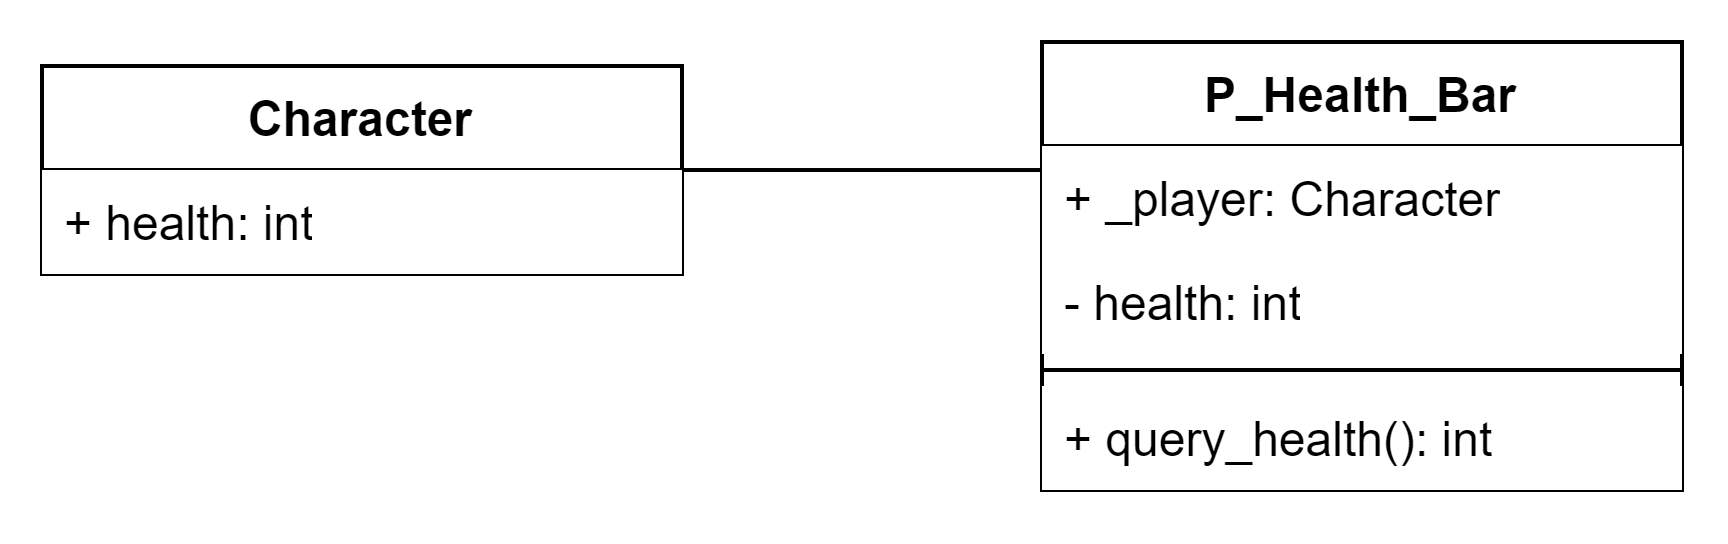 Character
+ health: int
P_Health_Bar
+ _player: Character
- health: int
+ query_health(): int